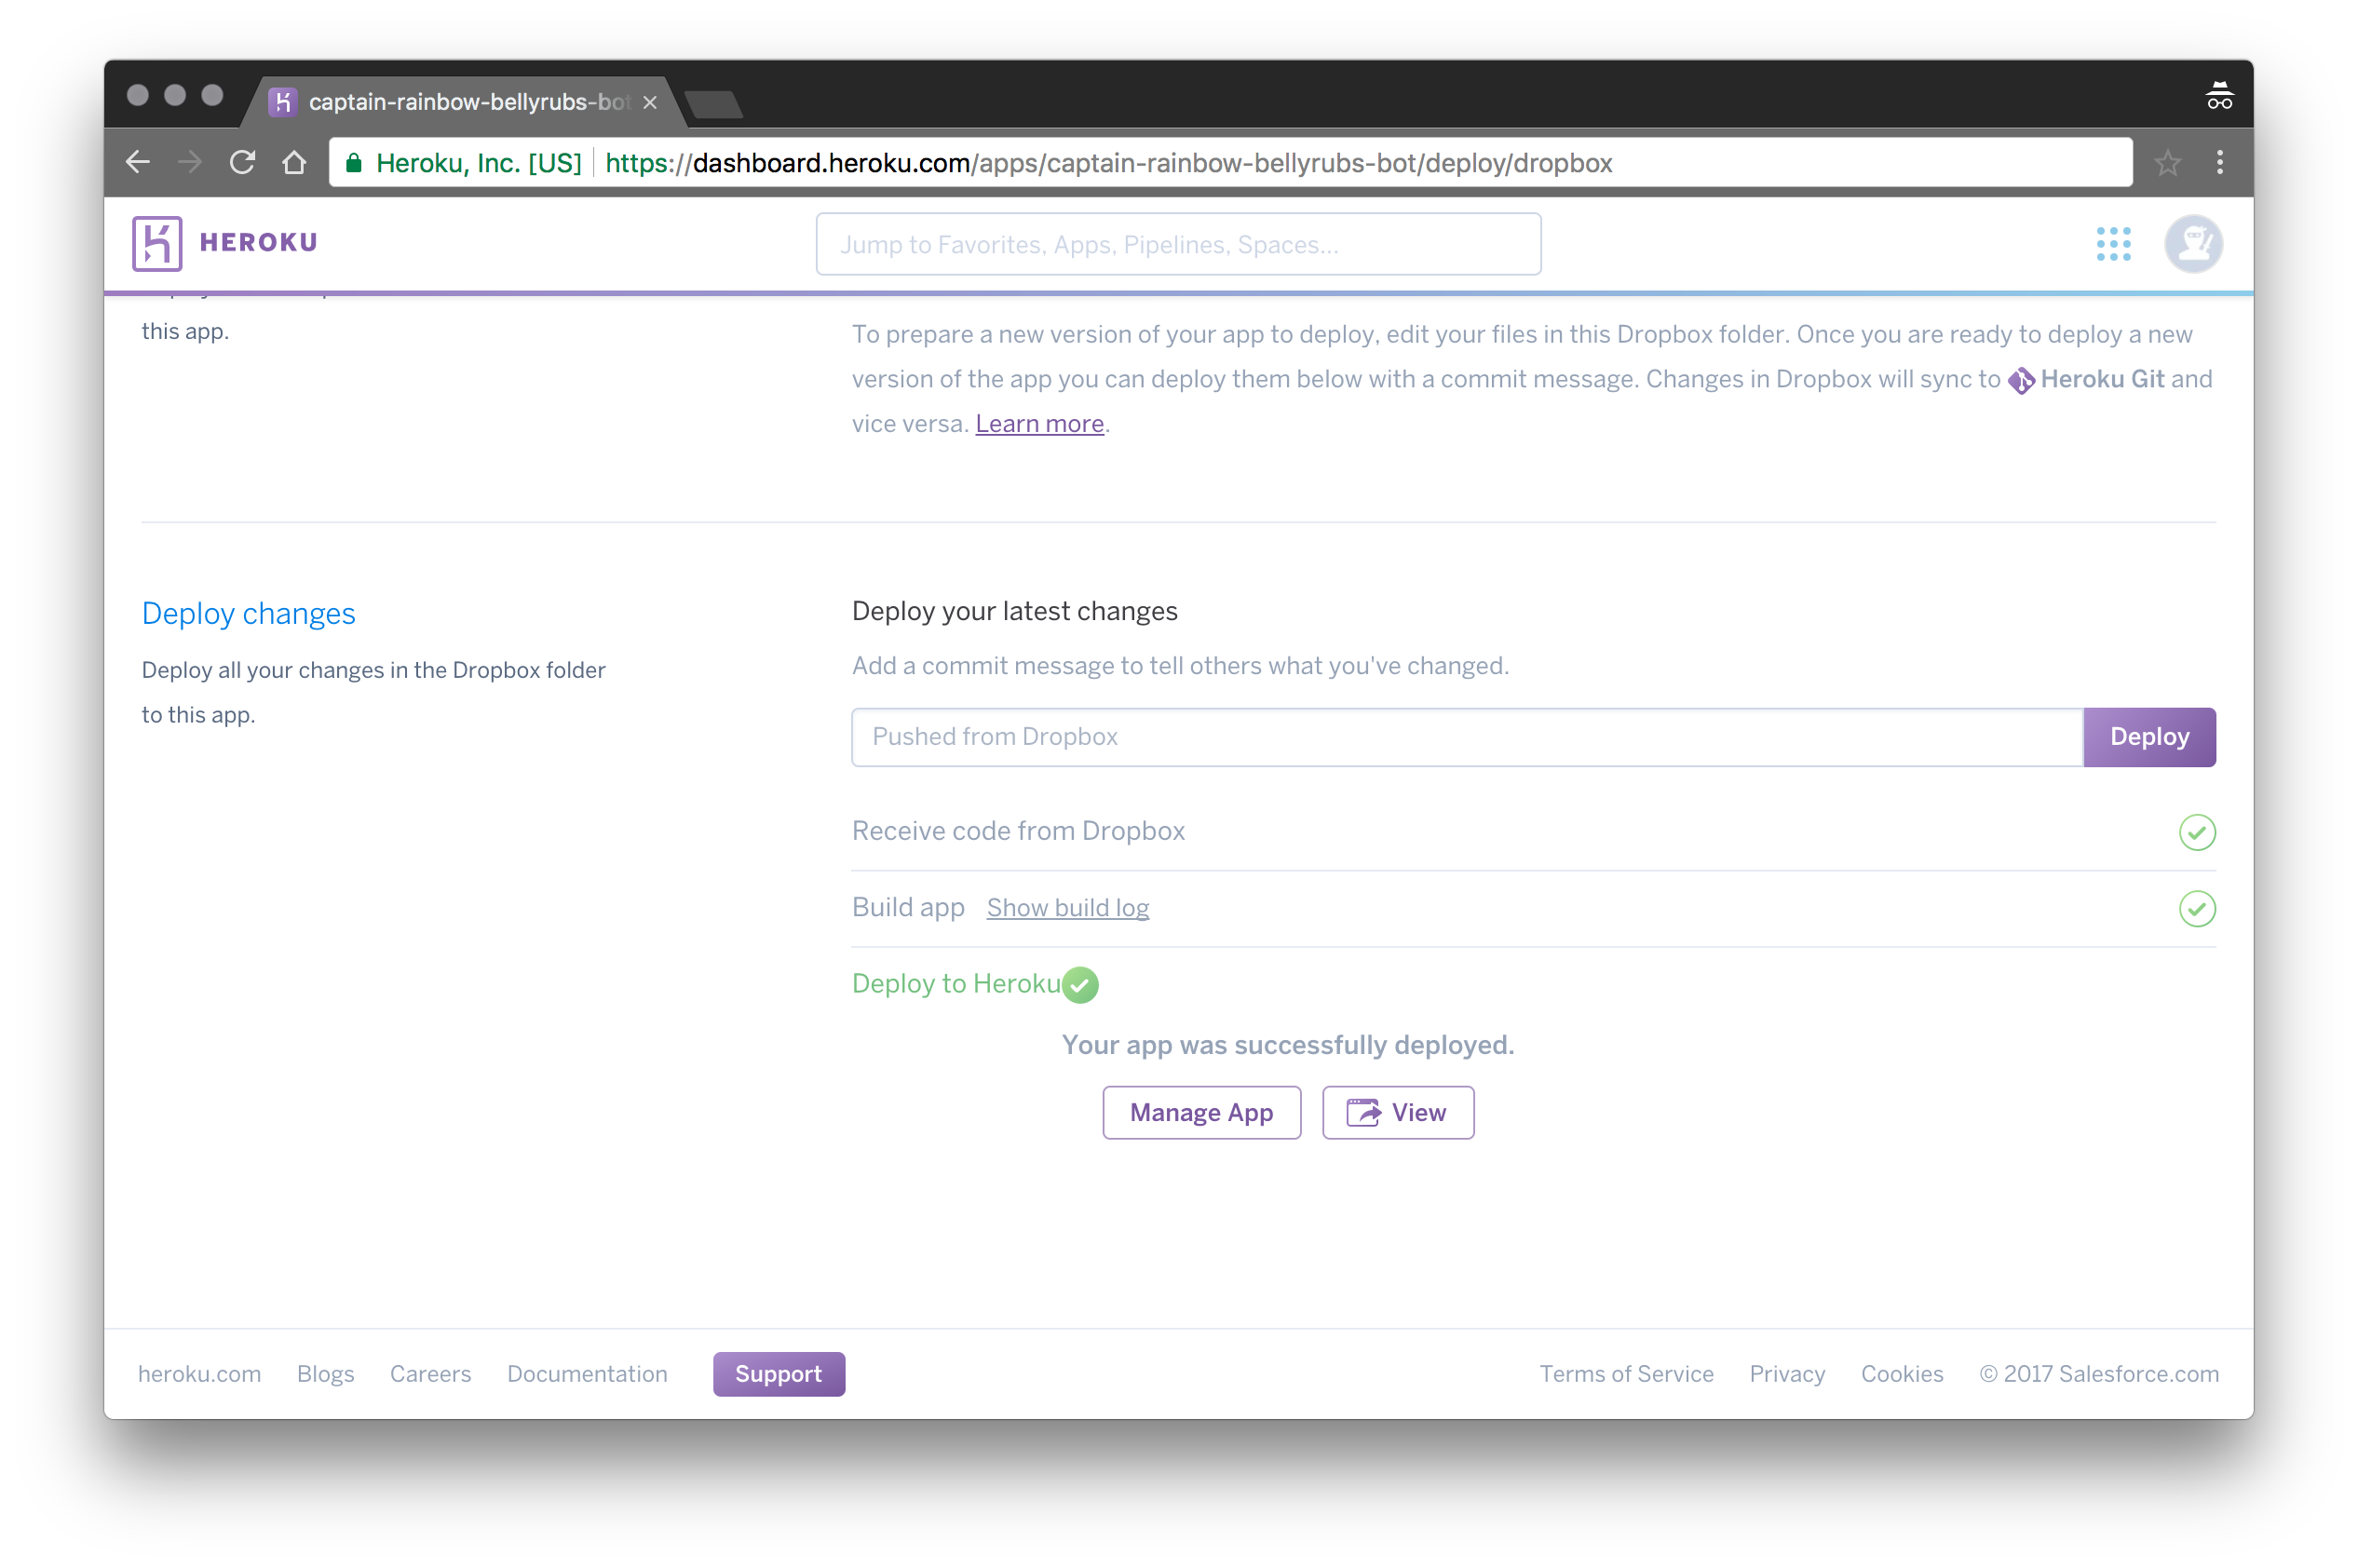 captain-rainbow-bellyrubs-bot
Heroku, Inc. [US] https://dashboard.heroku.com/apps/captain-rainbow-bellyrubs-bot/deploy/dropbox
HEROKU
Jump to Favorites, Apps, Pipelines, Spaces...
this app.
To prepare a new version of your app to deploy, edit your files in this Dropbox folder. Once you are ready to deploy a new
version of the app you can deploy them below with a commit message. Changes in Dropbox will sync to Heroku Git and
vice versa. Learn more.
Deploy changes
Deploy all your changes in the Dropbox folder
to this app.
Deploy your latest changes
Add a commit message to tell others what you've changed.
Pushed from Dropbox
Deploy
Receive code from Dropbox
Build app Show build log
Deploy to Heroku
Your app was successfully deployed.
Manage App View
heroku.com Blogs Careers Documentation Support Terms of Service Privacy Cookies © 2017 Salesforce.com